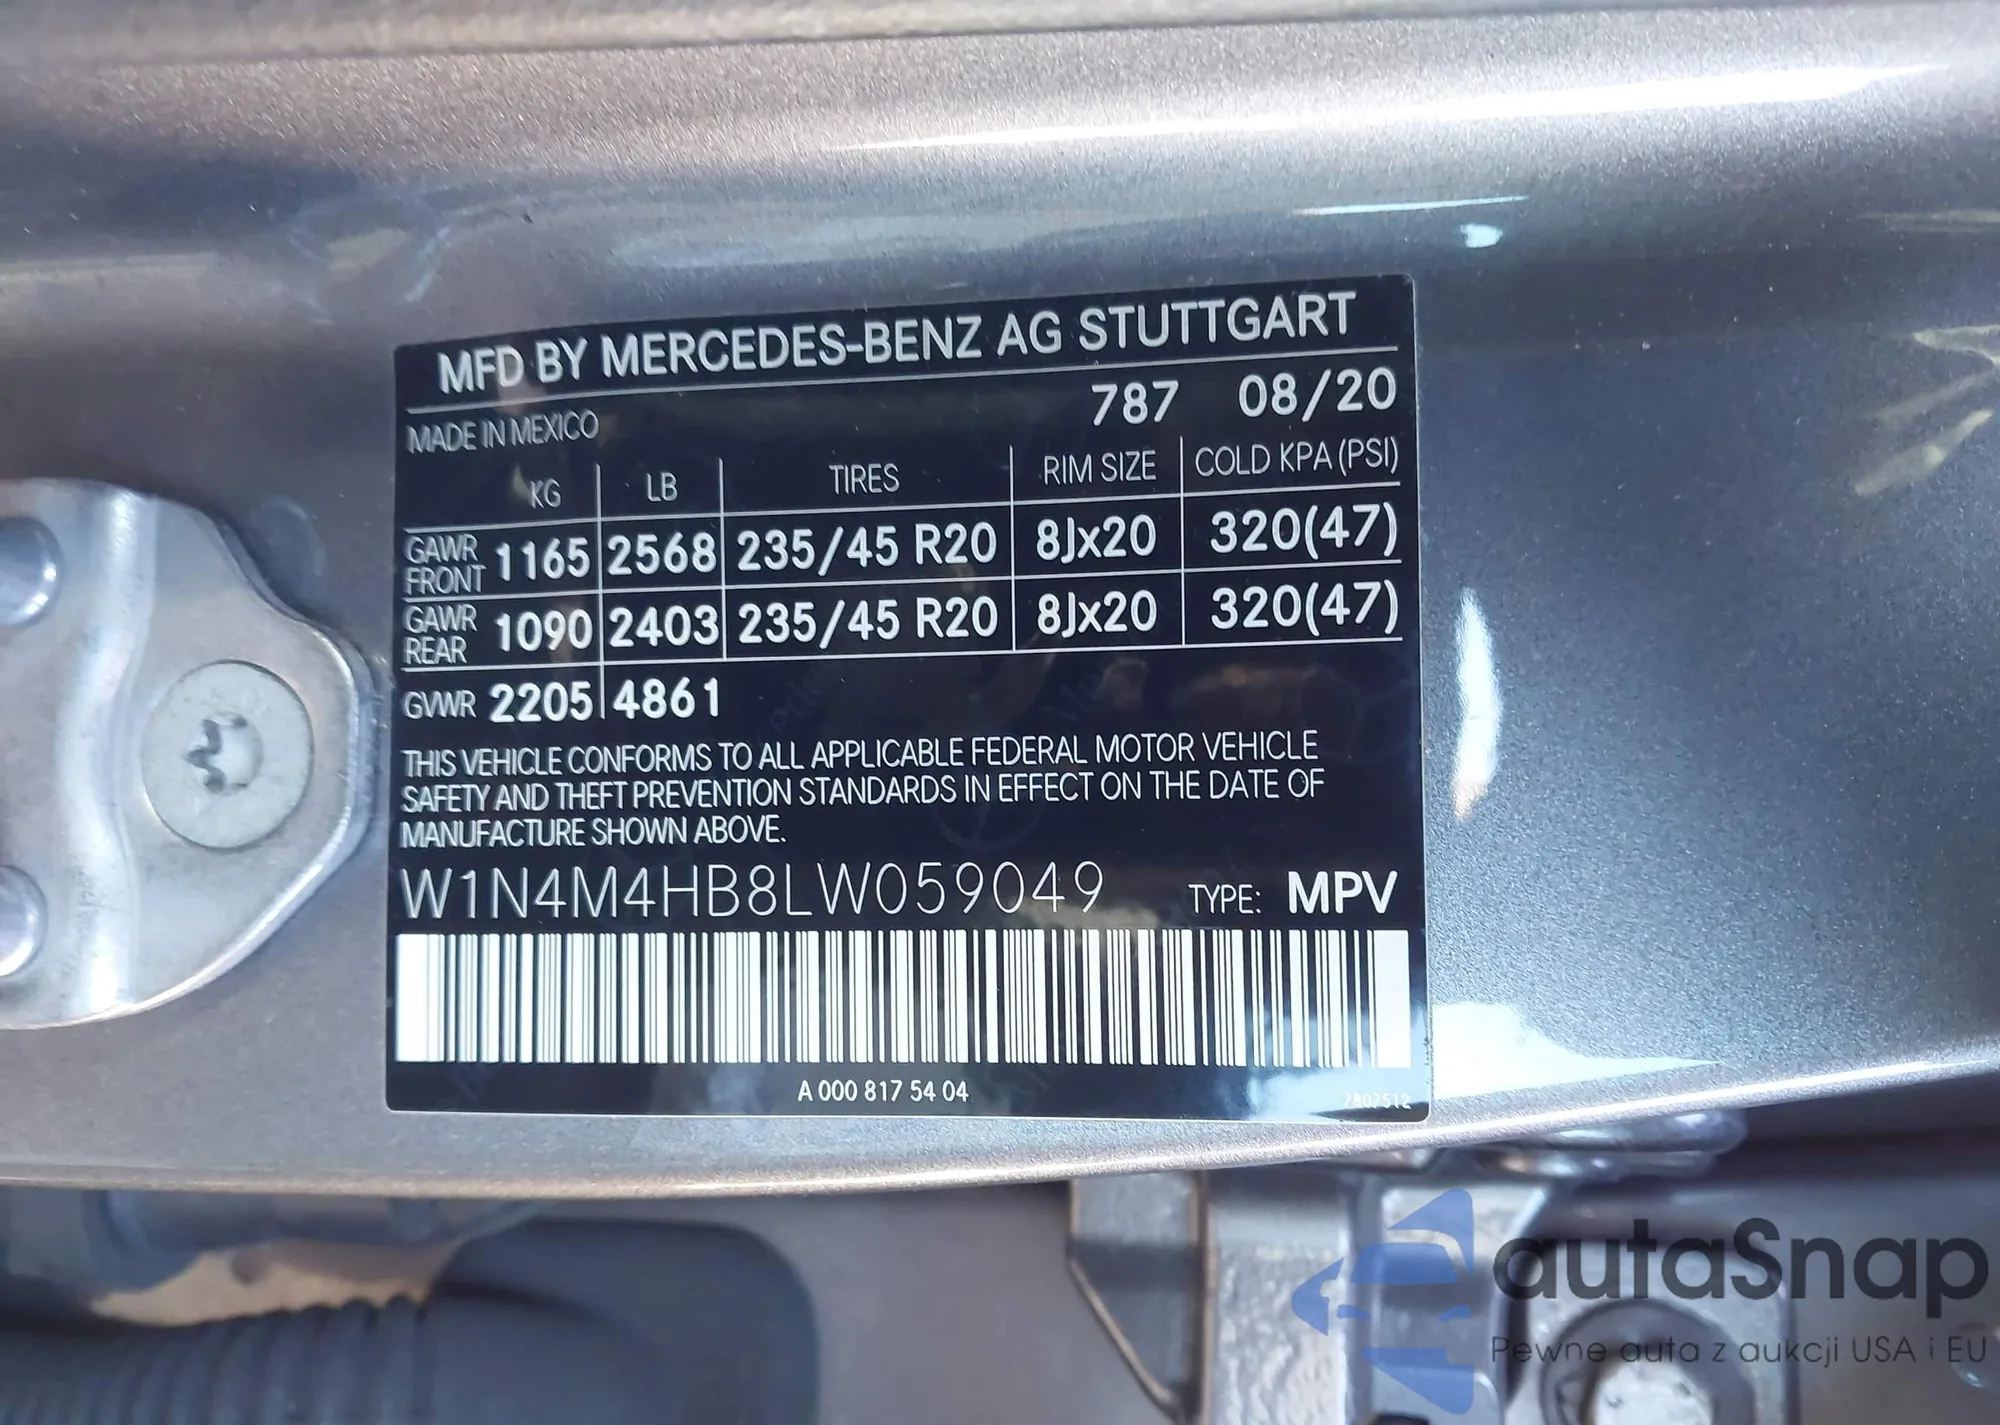 MFD BY MERCEDES-BENZ AG STUTTGART
787 08/20
MADE IN MEXICO
KG LB TIRES RIM SIZE COLD KPA (PSI)
GAWR FRONT 1165 2568 235/45 R20 8Jx20 320(47)
GAWR REAR 1090 2403 235/45 R20 8Jx20 320(47)
GVWR 2205 4861
THIS VEHICLE CONFORMS TO ALL APPLICABLE FEDERAL MOTOR VEHICLE
SAFETY AND THEFT PREVENTION STANDARDS IN EFFECT ON THE DATE OF
MANUFACTURE SHOWN ABOVE.
W1N4M4HB8LW059049 TYPE: MPV
A 000 817 54 04
7807512
autaSnap
Pewne auta z aukcji USA i EU